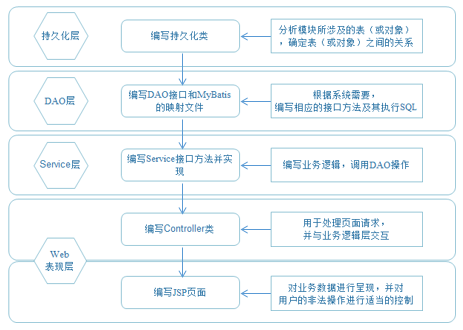 持久化层
编写持久化类
分析模块所涉及的表（或对象）
，确定表（或对象）之间的关系
DAO层
编写DAO接口和MyBatis
的映射文件
根据系统需要，
编写相应的接口方法及其执行SQL
Service层
编写Service接口方法并实
现
编写业务逻辑，调用DAO操作
编写Controller类
用于处理页面请求，
并与业务逻辑层交互
Web
表现层
编写JSP页面
对业务数据进行呈现，并对
用户的非法操作进行适当的控制